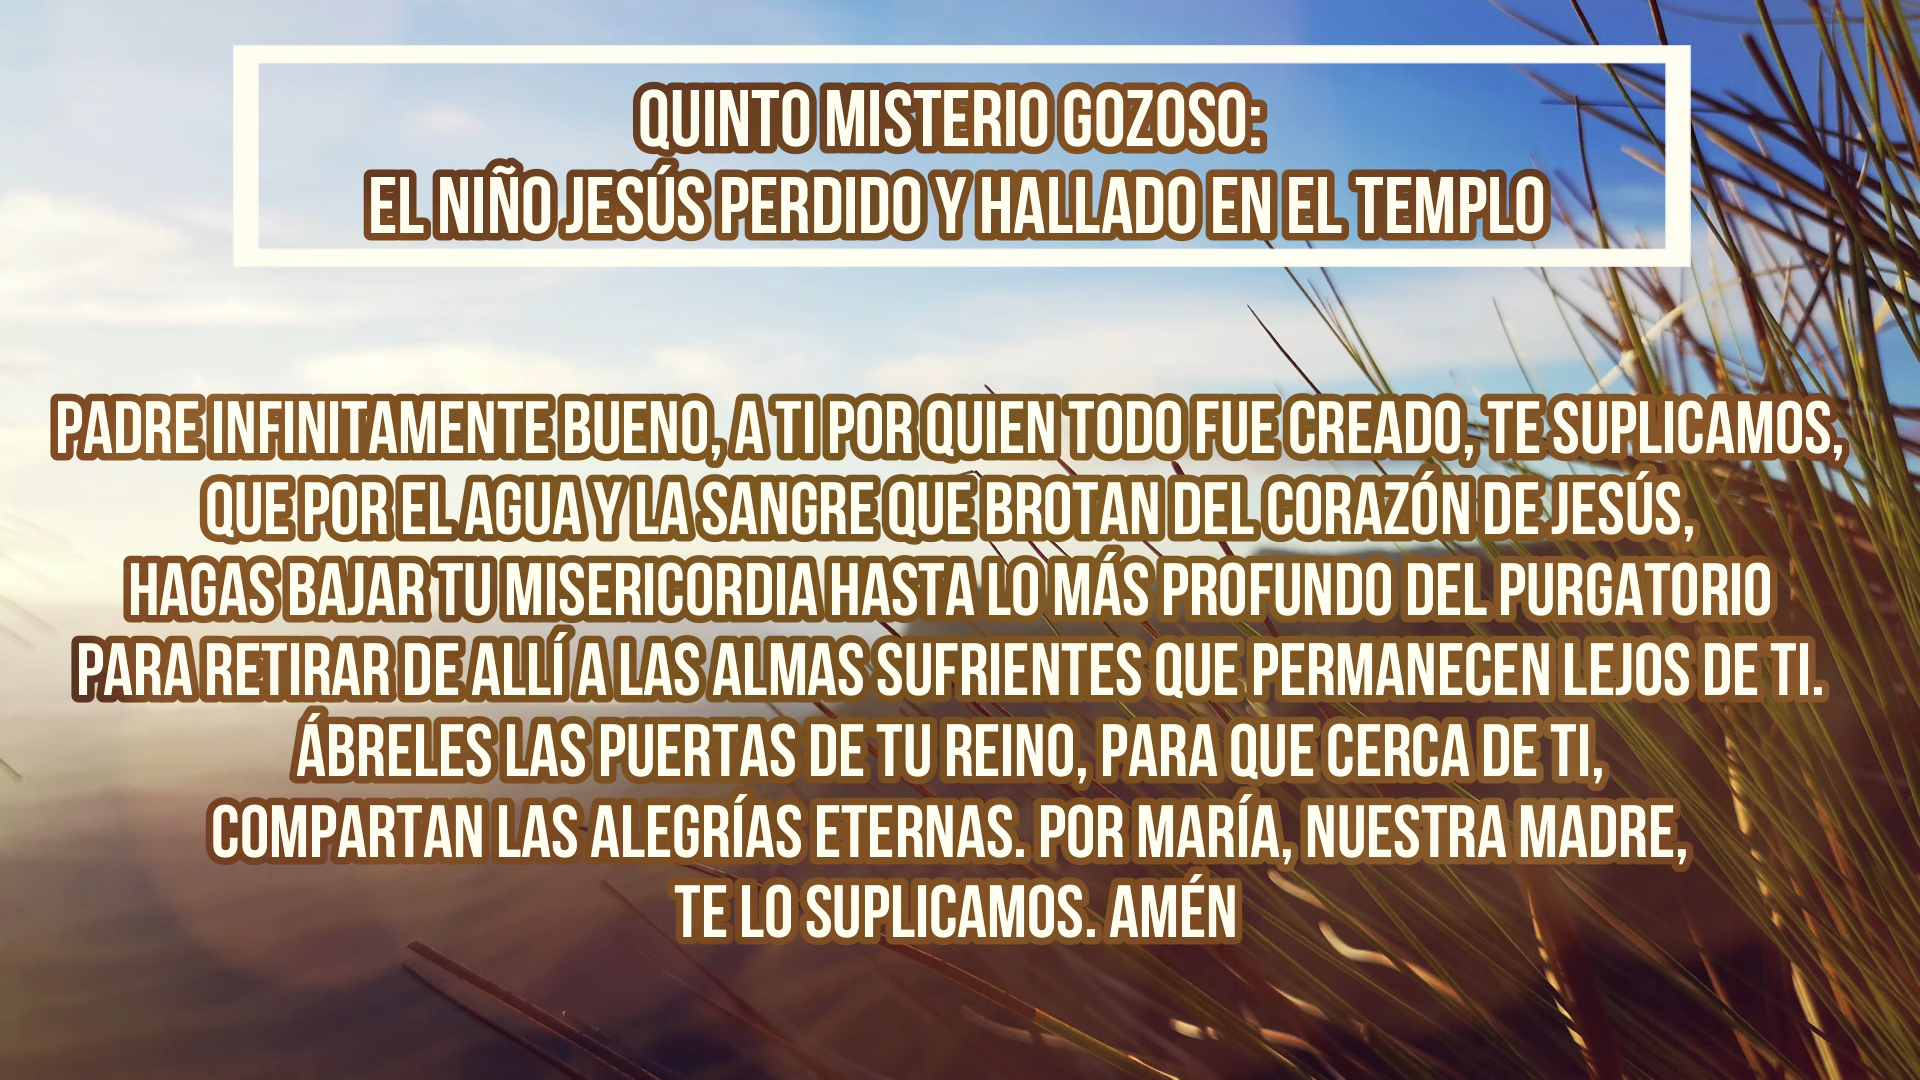 QUINTO MISTERIO GOZOSO:
EL NIÑO JESÚS PERDIDO Y HALLADO EN EL TEMPLO
PADRE INFINITAMENTE BUENO, A TI POR QUIEN TODO FUE CREADO, TE SUPLICAMOS,
QUE POR EL AGUA Y LA SANGRE QUE BROTAN DEL CORAZÓN DE JESÚS,
HAGAS BAJAR TU MISERICORDIA HASTA LO MÁS PROFUNDO DEL PURGATORIO
PARA RETIRAR DE ALLÍ A LAS ALMAS SUFRIENTES QUE PERMANECEN LEJOS DE TI.
ÁBRELES LAS PUERTAS DE TU REINO, PARA QUE CERCA DE TI,
COMPARTAN LAS ALEGRÍAS ETERNAS. POR MARÍA, NUESTRA MADRE,
TE LO SUPLICAMOS. AMÉN